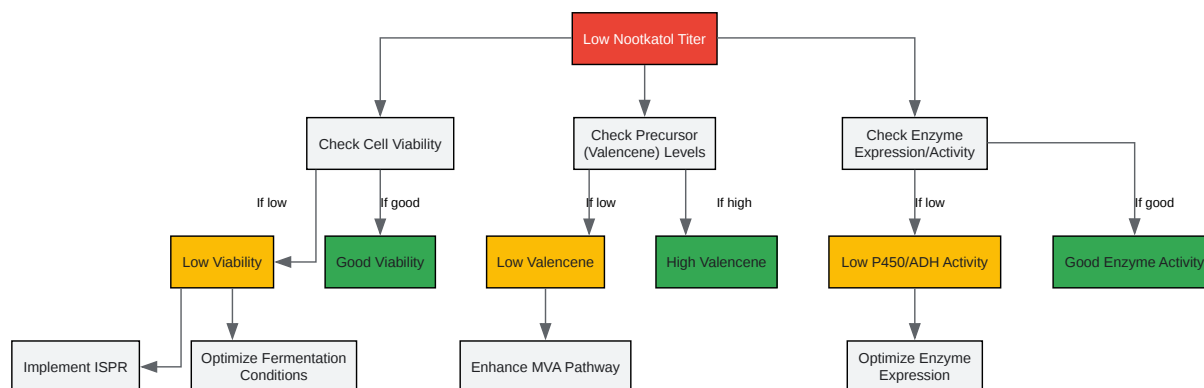 Low Nootkatol Titer
Check Cell Viability
Check Precursor
(Valencene) Levels
Check Enzyme
Expression/Activity
If low
If good
If low
If high
If low
If good
Low Viability
Good Viability
Low Valencene
High Valencene
Low P450/ADH Activity
Good Enzyme Activity
Implement ISPR
Optimize Fermentation
Conditions
Enhance MVA Pathway
Optimize Enzyme
Expression